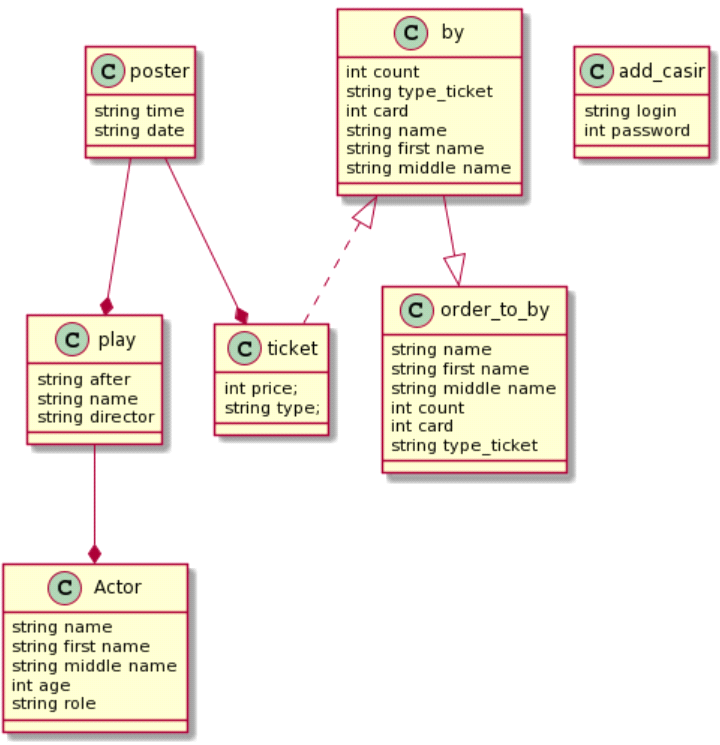 C poster
string time
string date
C by
int count
string type_ticket
int card
string name
string first name
string middle name
C add_casir
string login
int password
C play
string after
string name
string director
C ticket
int price;
string type;
C order_to_by
string name
string first name
string middle name
int count
int card
string type_ticket
C Actor
string name
string first name
string middle name
int age
string role